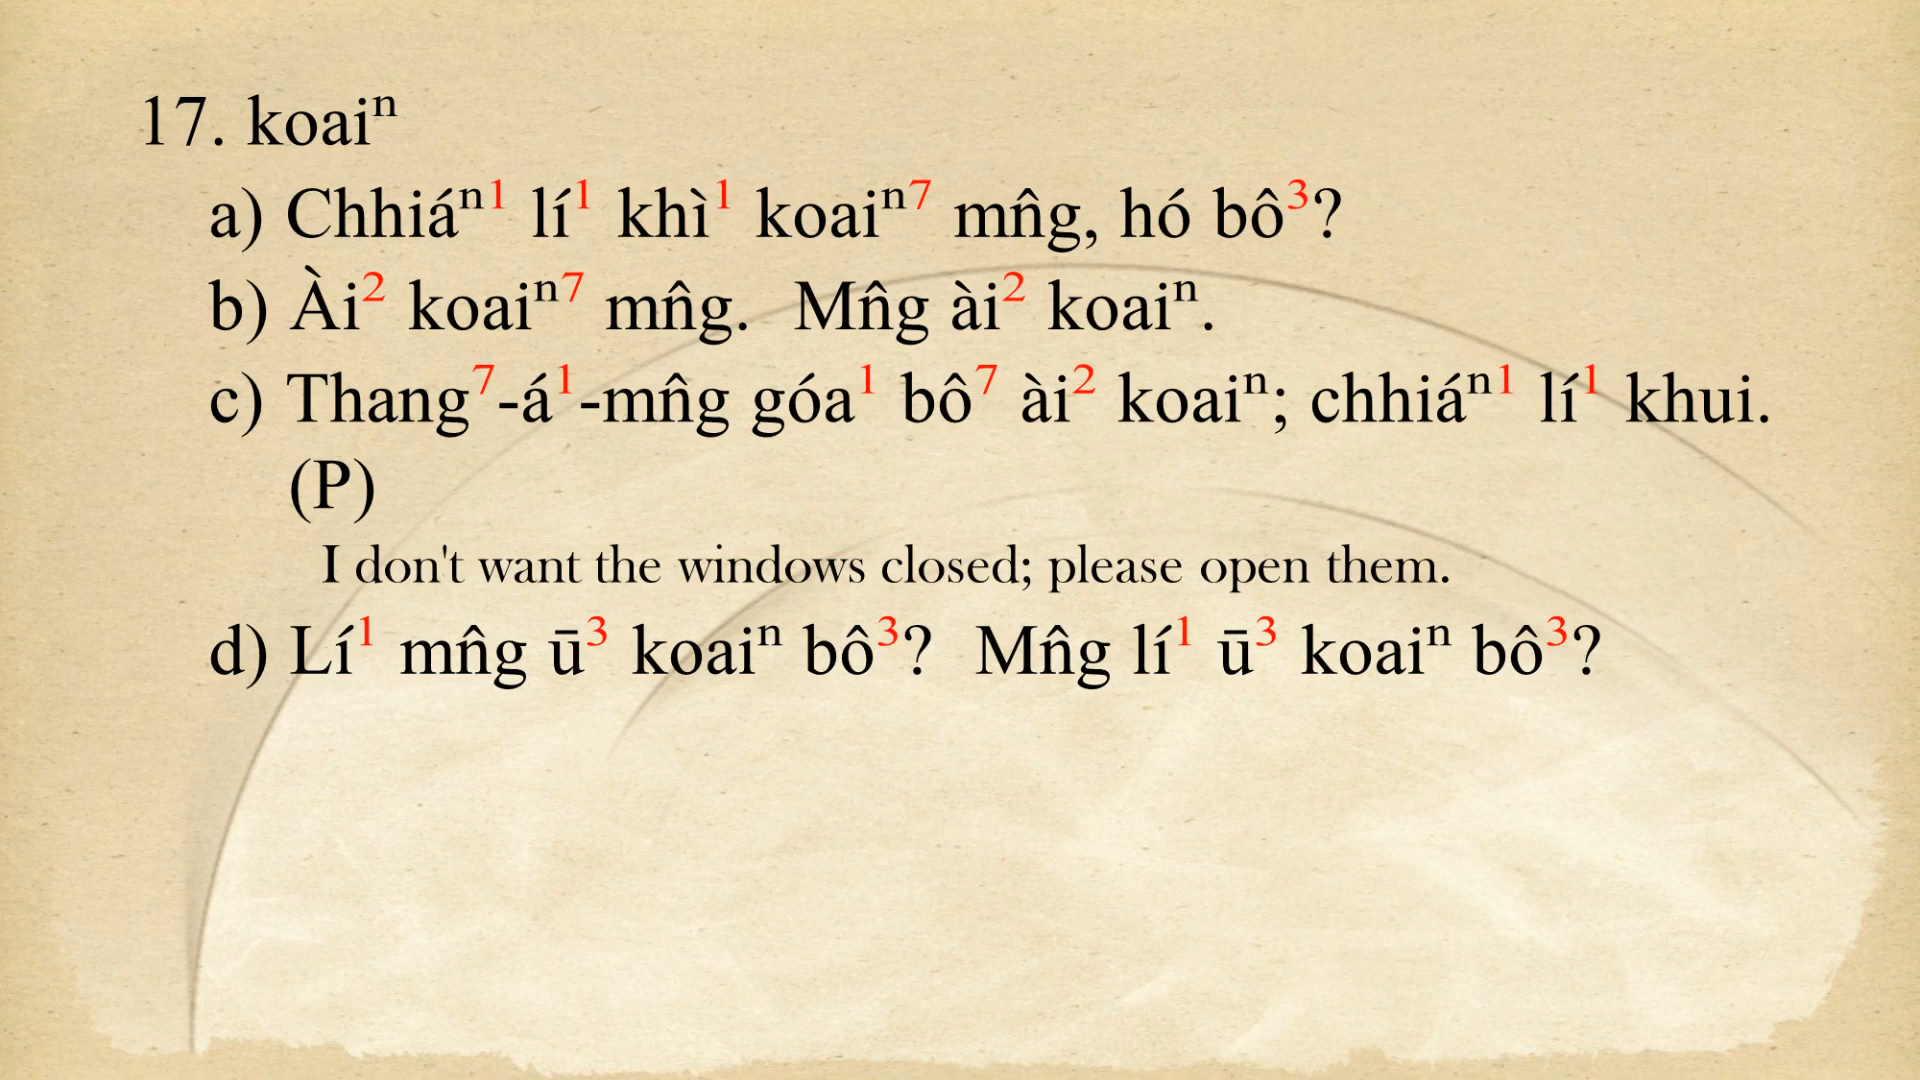 17. koaiⁿ
a) Chhiáⁿ¹ lí¹ khì¹ koaiⁿ⁷ mn̂g, hó bô³?
b) Ài² koaiⁿ⁷ mn̂g. Mn̂g ài² koaiⁿ.
c) Thang⁷-á¹-mn̂g góa¹ bô⁷ ài² koaiⁿ; chhiáⁿ¹ lí¹ khui.
(P)
I don't want the windows closed; please open them.
d) Lí¹ mn̂g ū³ koaiⁿ bô³? Mn̂g lí¹ ū³ koaiⁿ bô³?